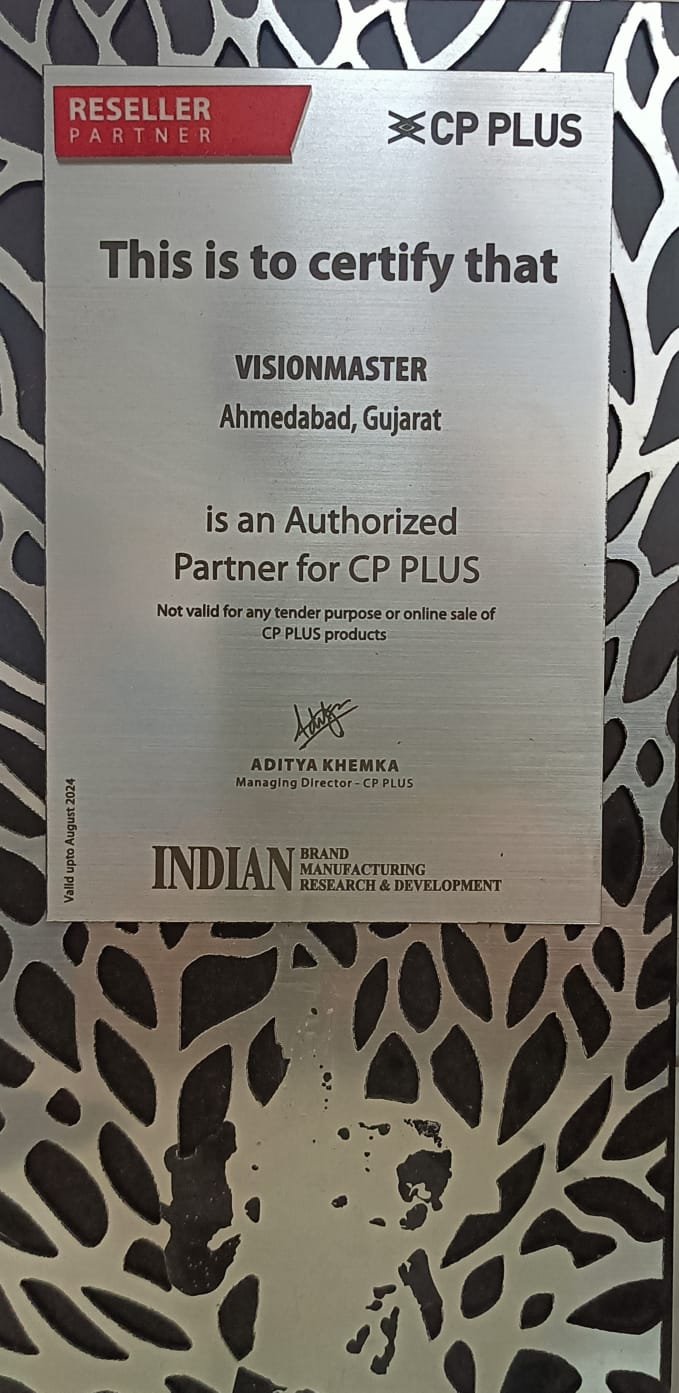 RESELLER
PARTNER
CP PLUS
This is to certify that
VISIONMASTER
Ahmedabad, Gujarat
is an Authorized
Partner for CP PLUS
Not valid for any tender purpose or online sale of
CP PLUS products
Aditya
ADITYA KHEMKA
Managing Director - CP PLUS
Valid upto August 2024
INDIAN BRAND
MANUFACTURING
RESEARCH & DEVELOPMENT